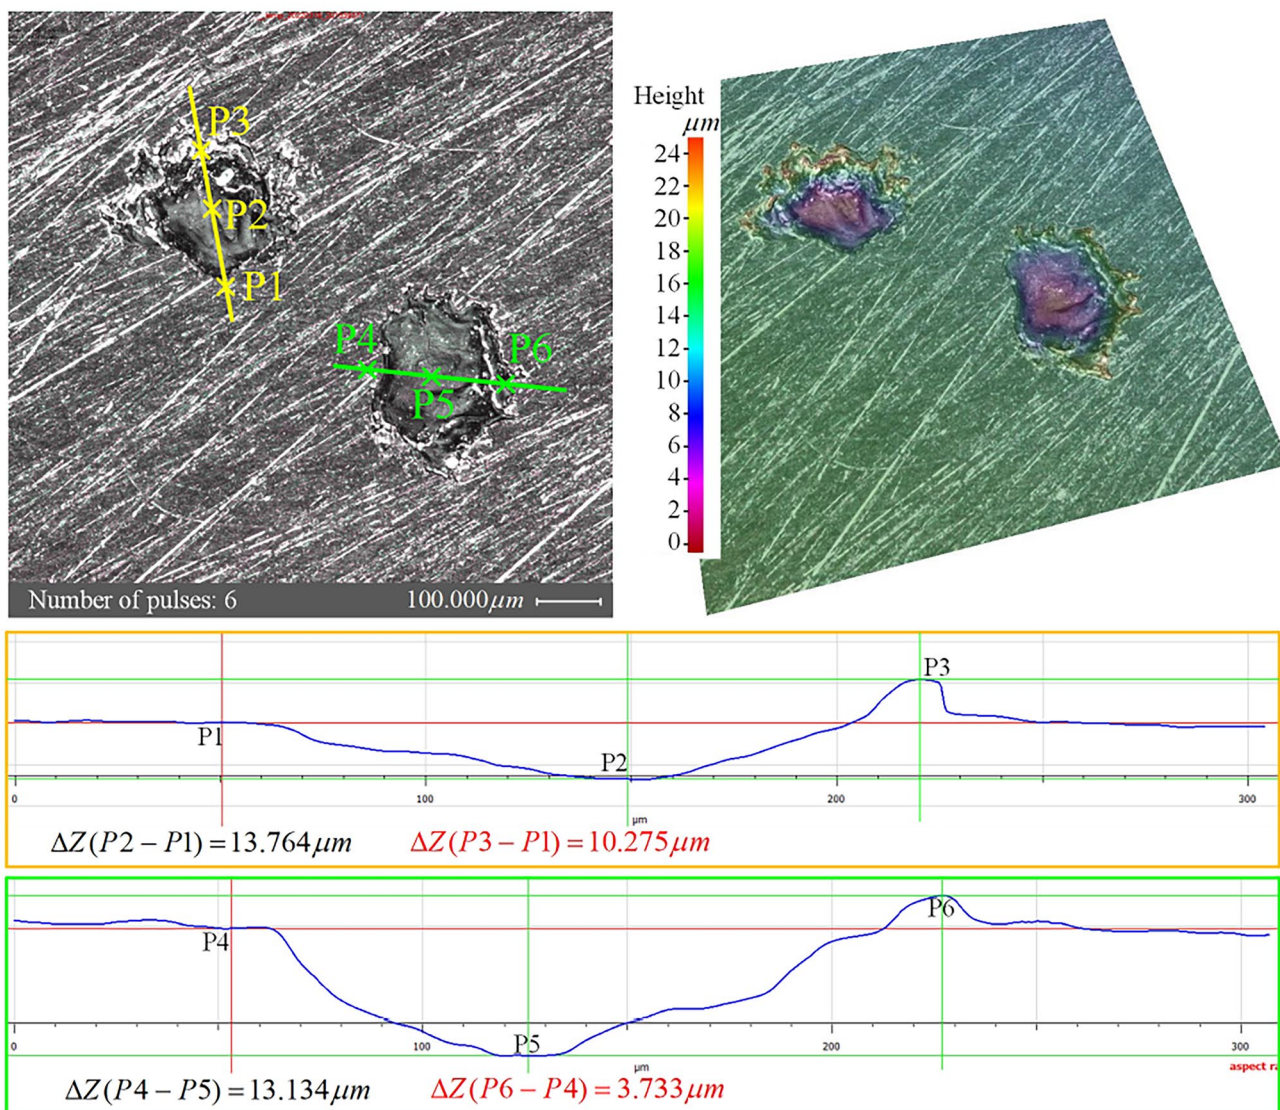 P3
P2
P1
P4
P6
P5
Number of pulses: 6
100.000μm
Height
μm
24
22
20
18
16
14
12
10
8
6
4
2
0
P3
P1
P2
0 100 200 300
μm
ΔZ(P2 − P1) = 13.764μm ΔZ(P3 − P1) = 10.275μm
P6
P4
P5
0 100 200 300
μm
aspect ra
ΔZ(P4 − P5) = 13.134μm ΔZ(P6 − P4) = 3.733μm